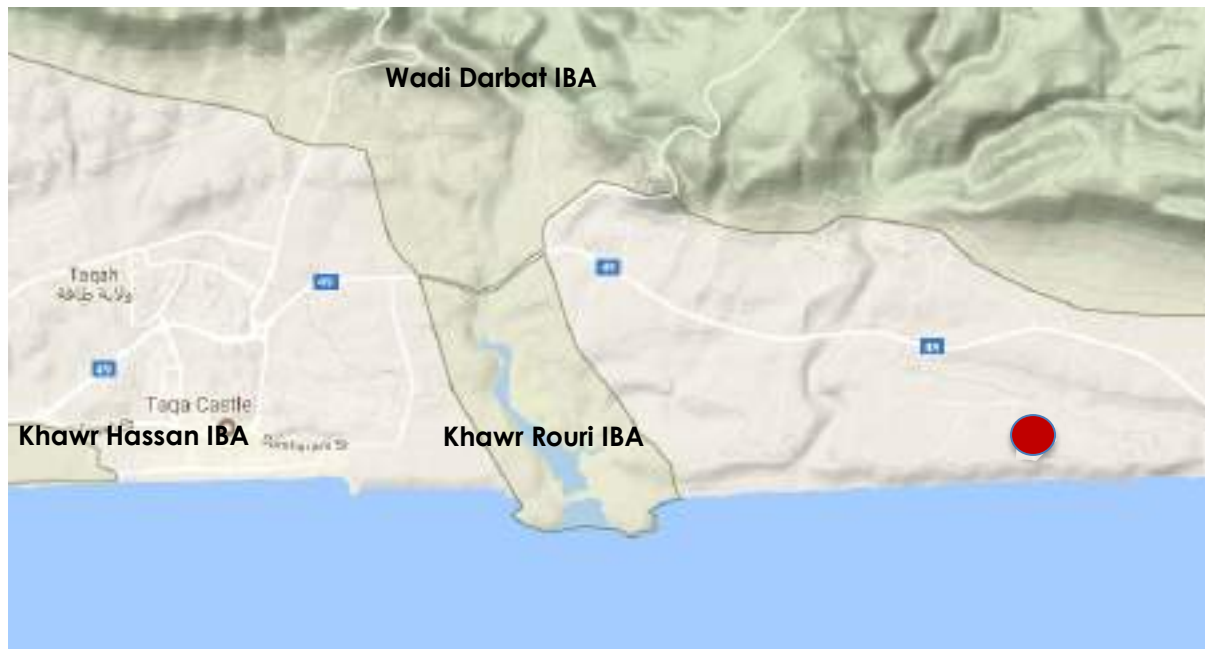 Wadi Darbat IBA
49
49
Taqah
ولاية طاقة
49
49
Taqa Castle
Khawr Hassan IBA
Khawr Rouri IBA